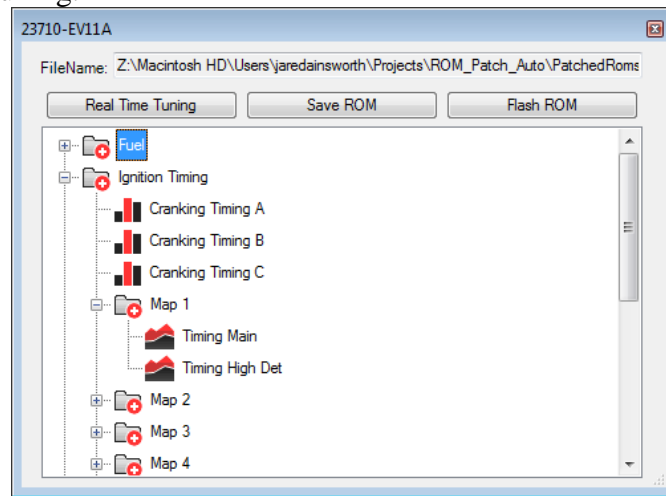 23710-EV11A
FileName: Z:\Macintosh HD\Users\jaredainsworth\Projects\ROM_Patch_Auto\PatchedRoms
Real Time Tuning Save ROM Flash ROM
Fuel
Ignition Timing
Cranking Timing A
Cranking Timing B
Cranking Timing C
Map 1
Timing Main
Timing High Det
Map 2
Map 3
Map 4